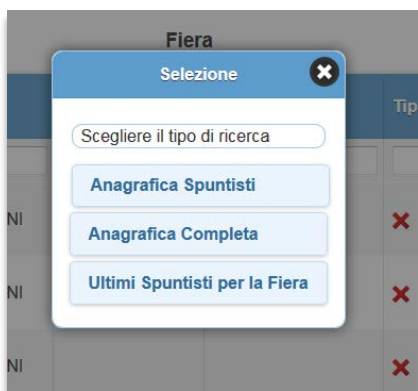 Fiera
Selezione
Tip
Scegliere il tipo di ricerca
Anagrafica Spuntisti
NI
Anagrafica Completa
Ultimi Spuntisti per la Fiera
NI
NI